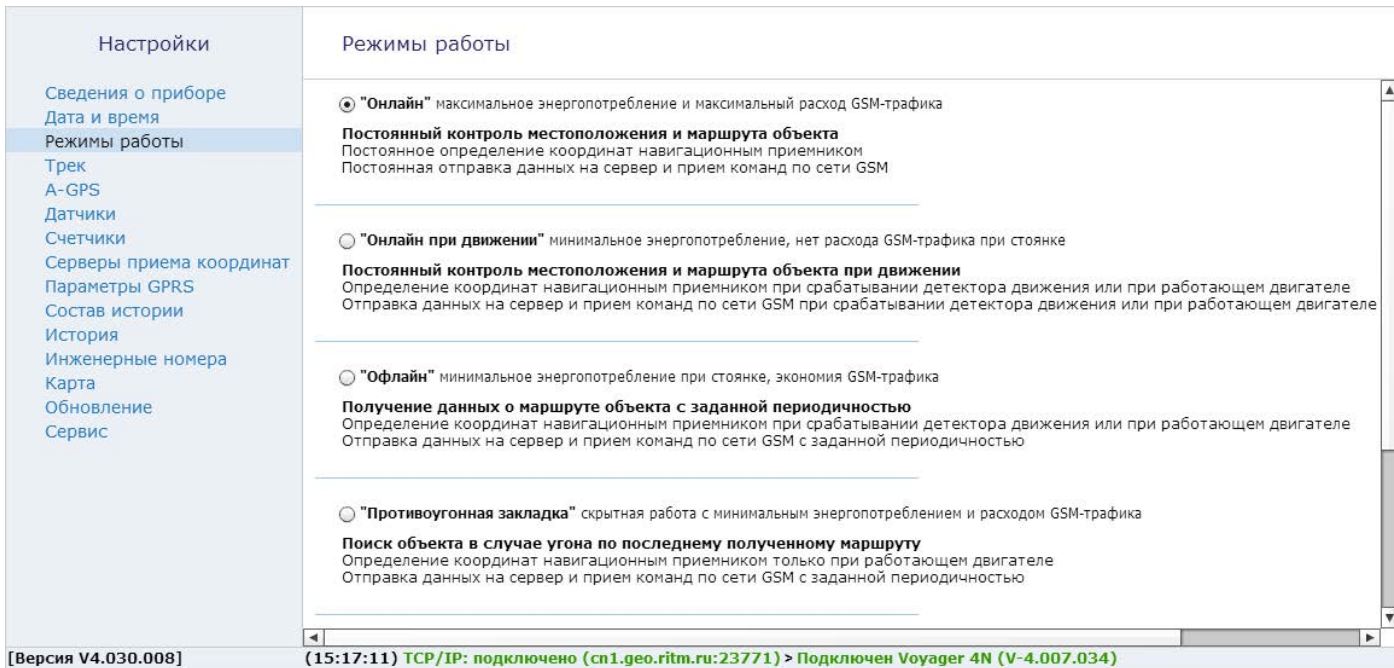 Настройки
Сведения о приборе
Дата и время
Режимы работы
Трек
A-GPS
Датчики
Счетчики
Серверы приема координат
Параметры GPRS
Состав истории
История
Инженерные номера
Карта
Обновление
Сервис
Режимы работы
"Онлайн" максимальное энергопотребление и максимальный расход GSM-трафика
Постоянный контроль местоположения и маршрута объекта
Постоянное определение координат навигационным приемником
Постоянная отправка данных на сервер и прием команд по сети GSM
"Онлайн при движении" минимальное энергопотребление, нет расхода GSM-трафика при стоянке
Постоянный контроль местоположения и маршрута объекта при движении
Определение координат навигационным приемником при срабатывании детектора движения или при работающем двигателе
Отправка данных на сервер и прием команд по сети GSM при срабатывании детектора движения или при работающем двигателе
"Офлайн" минимальное энергопотребление при стоянке, экономия GSM-трафика
Получение данных о маршруте объекта с заданной периодичностью
Определение координат навигационным приемником при срабатывании детектора движения или при работающем двигателе
Отправка данных на сервер и прием команд по сети GSM с заданной периодичностью
"Противоугонная закладка" скрытная работа с минимальным энергопотреблением и расходом GSM-трафика
Поиск объекта в случае угона по последнему полученному маршруту
Определение координат навигационным приемником только при работающем двигателе
Отправка данных на сервер и прием команд по сети GSM с заданной периодичностью
[Версия V4.030.008]
(15:17:11) TCP/IP: подключено (cn1.geo.ritm.ru:23771) > Подключен Voyager 4N (V-4.007.034)